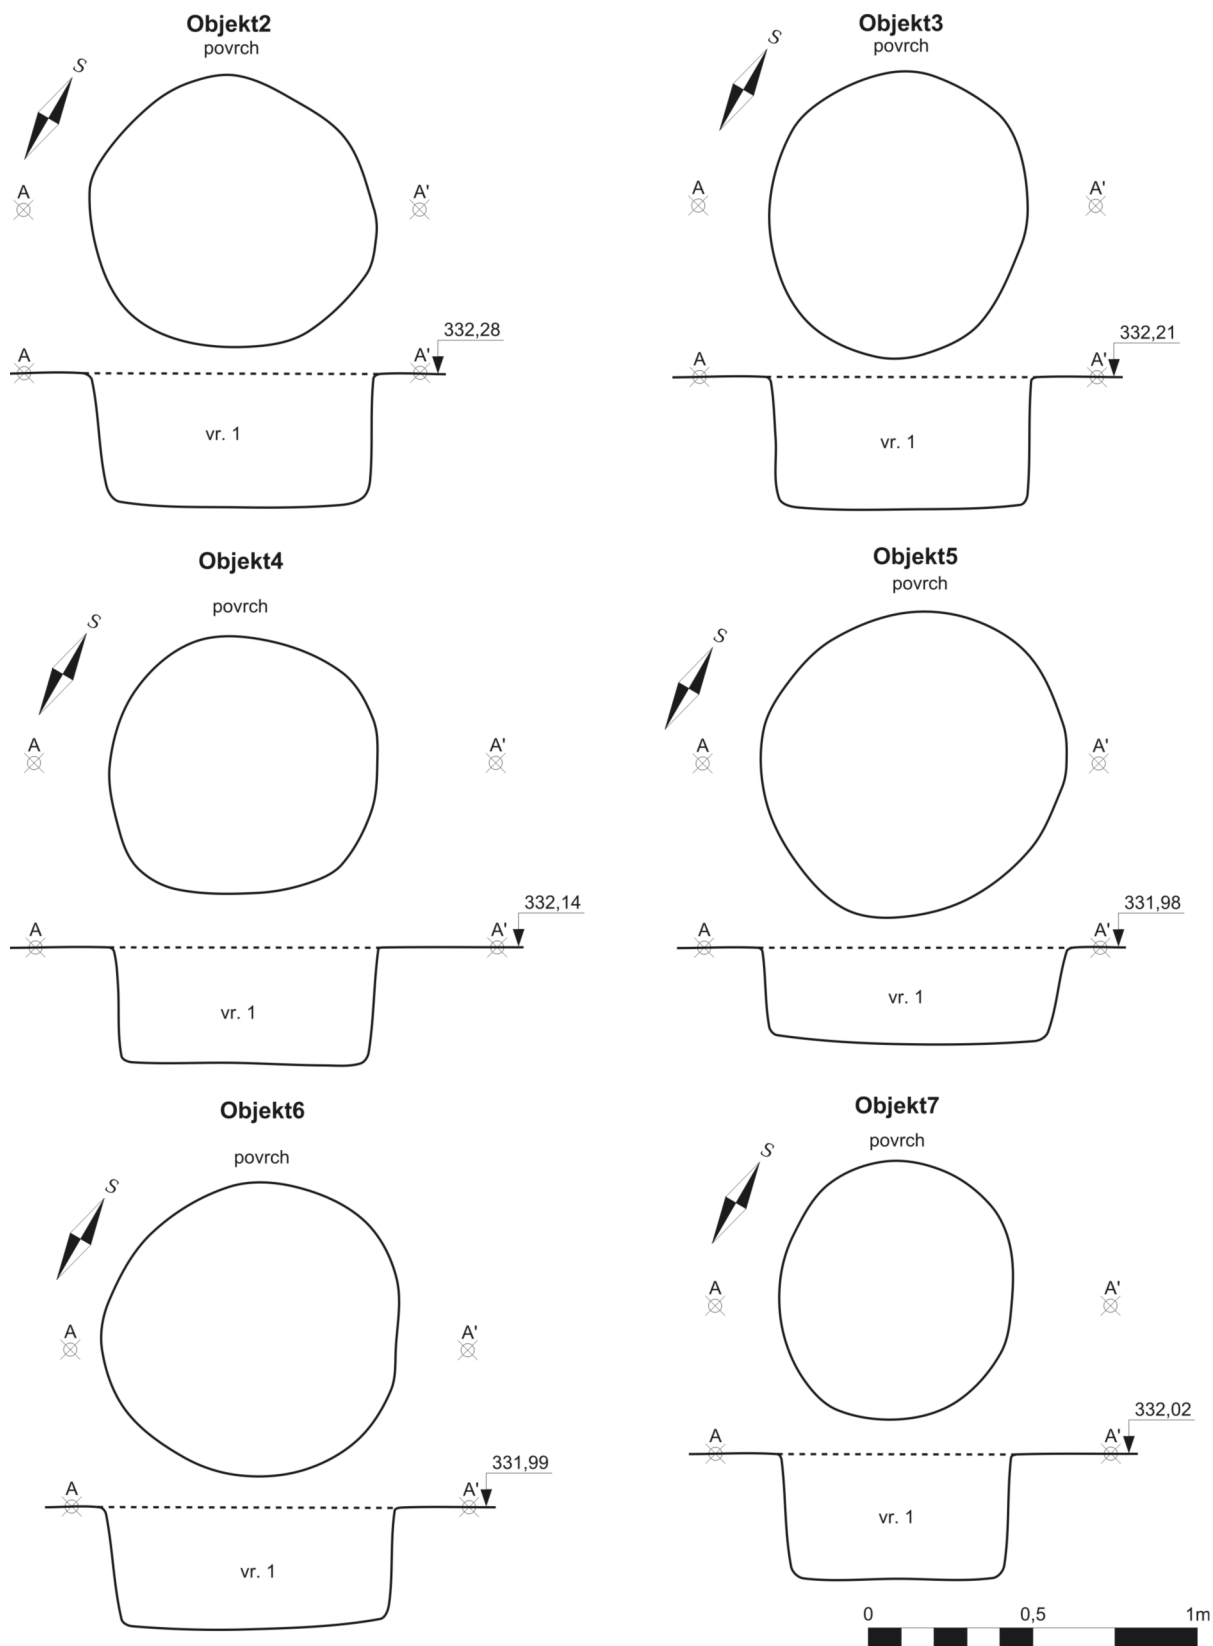 Objekt2
povrch
S
A A'
332,28
A A'
vr. 1
Objekt3
povrch
S
A A'
332,21
A A'
vr. 1
Objekt4
povrch
S
A A'
332,14
A A'
vr. 1
Objekt5
povrch
S
A A'
331,98
A A'
vr. 1
Objekt6
povrch
S
A A'
331,99
A A'
vr. 1
Objekt7
povrch
S
A A'
332,02
A A'
vr. 1
0 0,5 1m